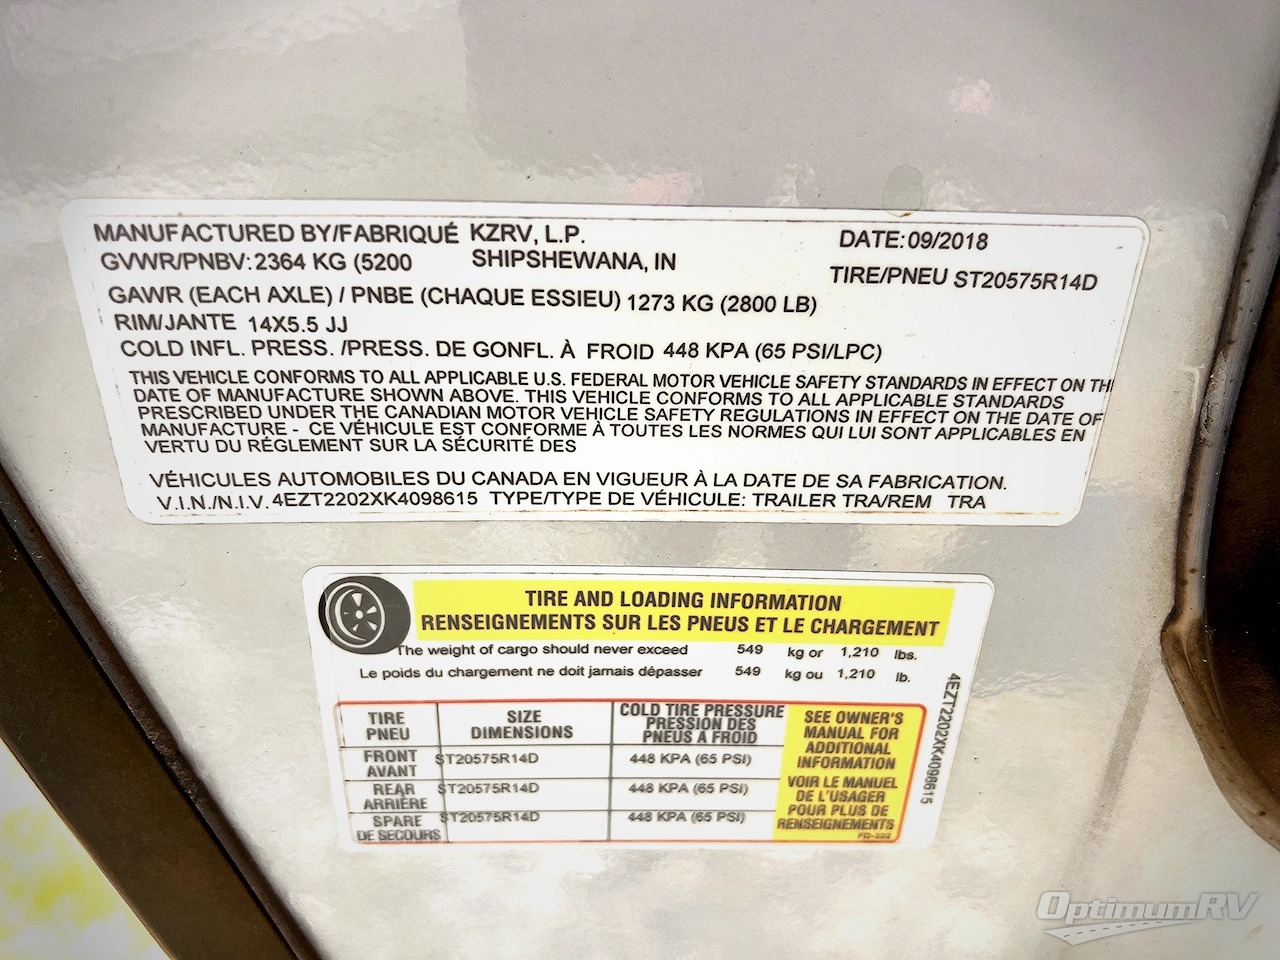 MANUFACTURED BY/FABRIQUÉ KZRV, L.P. DATE: 09/2018
GVWR/PNBV: 2364 KG (5200 SHIPSHEWANA, IN TIRE/PNEU ST20575R14D
GAWR (EACH AXLE) / PNBE (CHAQUE ESSIEU) 1273 KG (2800 LB)
RIM/JANTE 14X5.5 JJ
COLD INFL. PRESS. /PRESS. DE GONFL. À FROID 448 KPA (65 PSI/LPC)
THIS VEHICLE CONFORMS TO ALL APPLICABLE U.S. FEDERAL MOTOR VEHICLE SAFETY STANDARDS IN EFFECT ON TH
DATE OF MANUFACTURE SHOWN ABOVE. THIS VEHICLE CONFORMS TO ALL APPLICABLE STANDARDS
PRESCRIBED UNDER THE CANADIAN MOTOR VEHICLE SAFETY REGULATIONS IN EFFECT ON THE DATE OF
MANUFACTURE - CE VÉHICULE EST CONFORME À TOUTES LES NORMES QUI LUI SONT APPLICABLES EN
VERTU DU RÉGLEMENT SUR LA SÉCURITÉ DES
VÉHICULES AUTOMOBILES DU CANADA EN VIGUEUR À LA DATE DE SA FABRICATION.
V.I.N./N.I.V. 4EZT2202XK4098615 TYPE/TYPE DE VÉHICULE: TRAILER TRA/REM TRA
TIRE AND LOADING INFORMATION
RENSEIGNEMENTS SUR LES PNEUS ET LE CHARGEMENT
The weight of cargo should never exceed 549 kg or 1,210 lbs.
Le poids du chargement ne doit jamais dépasser 549 kg ou 1,210 lb.
TIRE
PNEU
SIZE
DIMENSIONS
COLD TIRE PRESSURE
PRESSION DES
PNEUS A FROID
FRONT
AVANT
ST20575R14D
448 KPA (65 PSI)
REAR
ARRIÈRE
ST20575R14D
448 KPA (65 PSI)
SPARE
DE SECOURS
ST20575R14D
448 KPA (65 PSI)
SEE OWNER'S
MANUAL FOR
ADDITIONAL
INFORMATION
VOIR LE MANUEL
DE L'USAGER
POUR PLUS DE
RENSEIGNEMENTS
4EZT2202XK4098615
OptimumRV